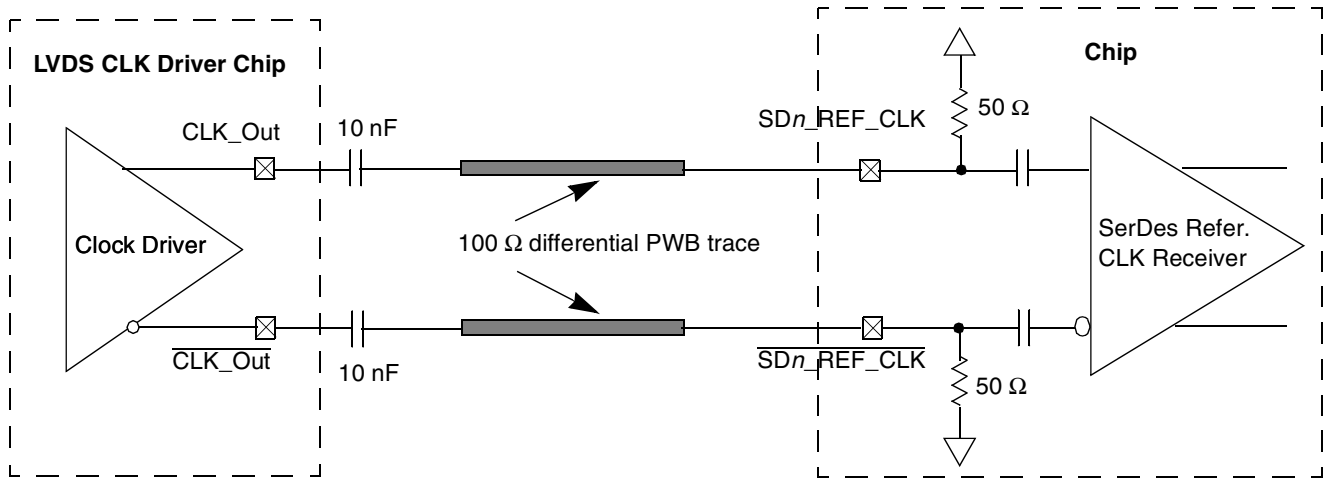 LVDS CLK Driver Chip
Chip
CLK_Out
10 nF
SDn_REF_CLK
50 Ω
Clock Driver
100 Ω differential PWB trace
SerDes Refer.
CLK Receiver
CLK_Out
10 nF
SDn_REF_CLK
50 Ω